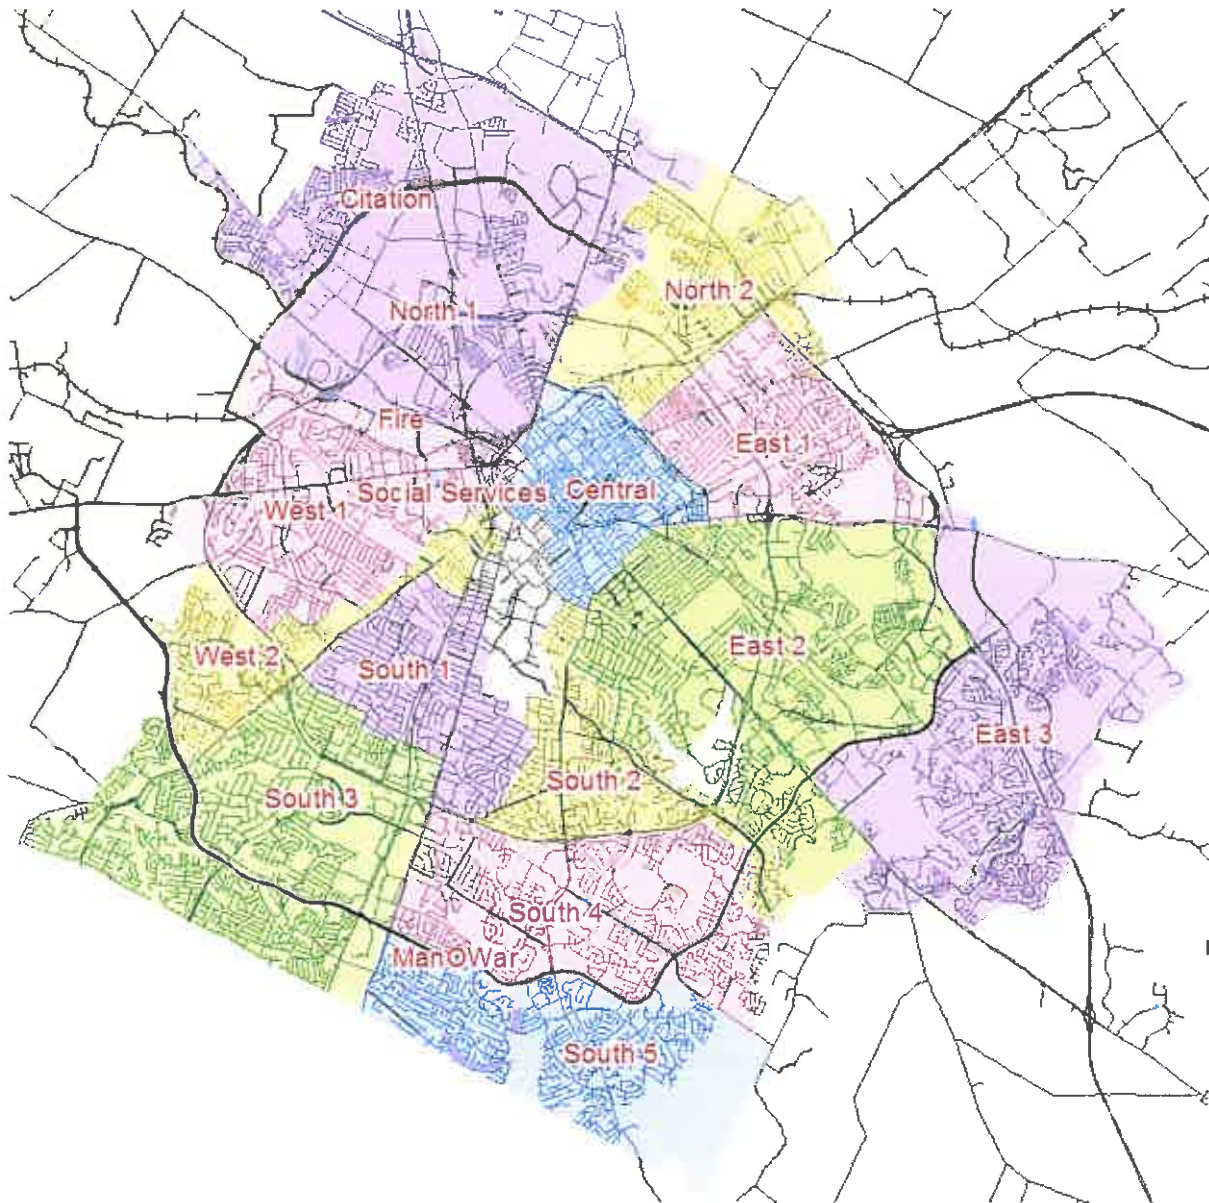 Citation
North 2
North 1
Fire
East 1
Social Services
Central
West 1
West 2
South 1
East 2
East 3
South 2
South 3
South 4
ManOWar
South 5